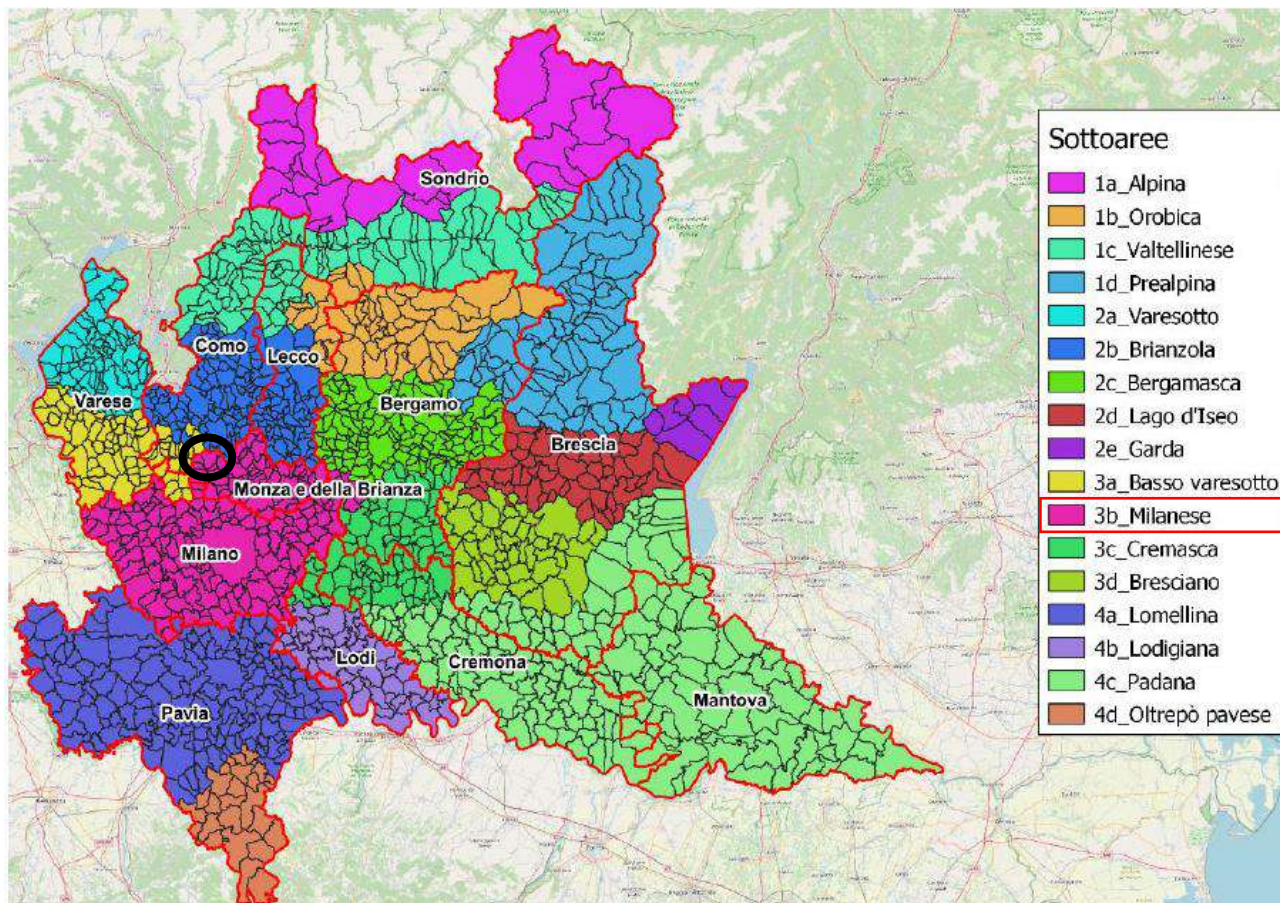 Sondrio
Como
Lecco
Varese
Bergamo
Brescia
Monza e della Brianza
Milano
Lodi
Cremona
Pavia
Mantova
Sottoaree
1a_Alpina
1b_Orobica
1c_Valtellinese
1d_Prealpina
2a_Varesotto
2b_Brianzola
2c_Bergamasca
2d_Lago d'Iseo
2e_Garda
3a_Basso varesotto
3b_Milanese
3c_Cremasca
3d_Bresciano
4a_Lomellina
4b_Lodigiana
4c_Padana
4d_Oltrepò pavese